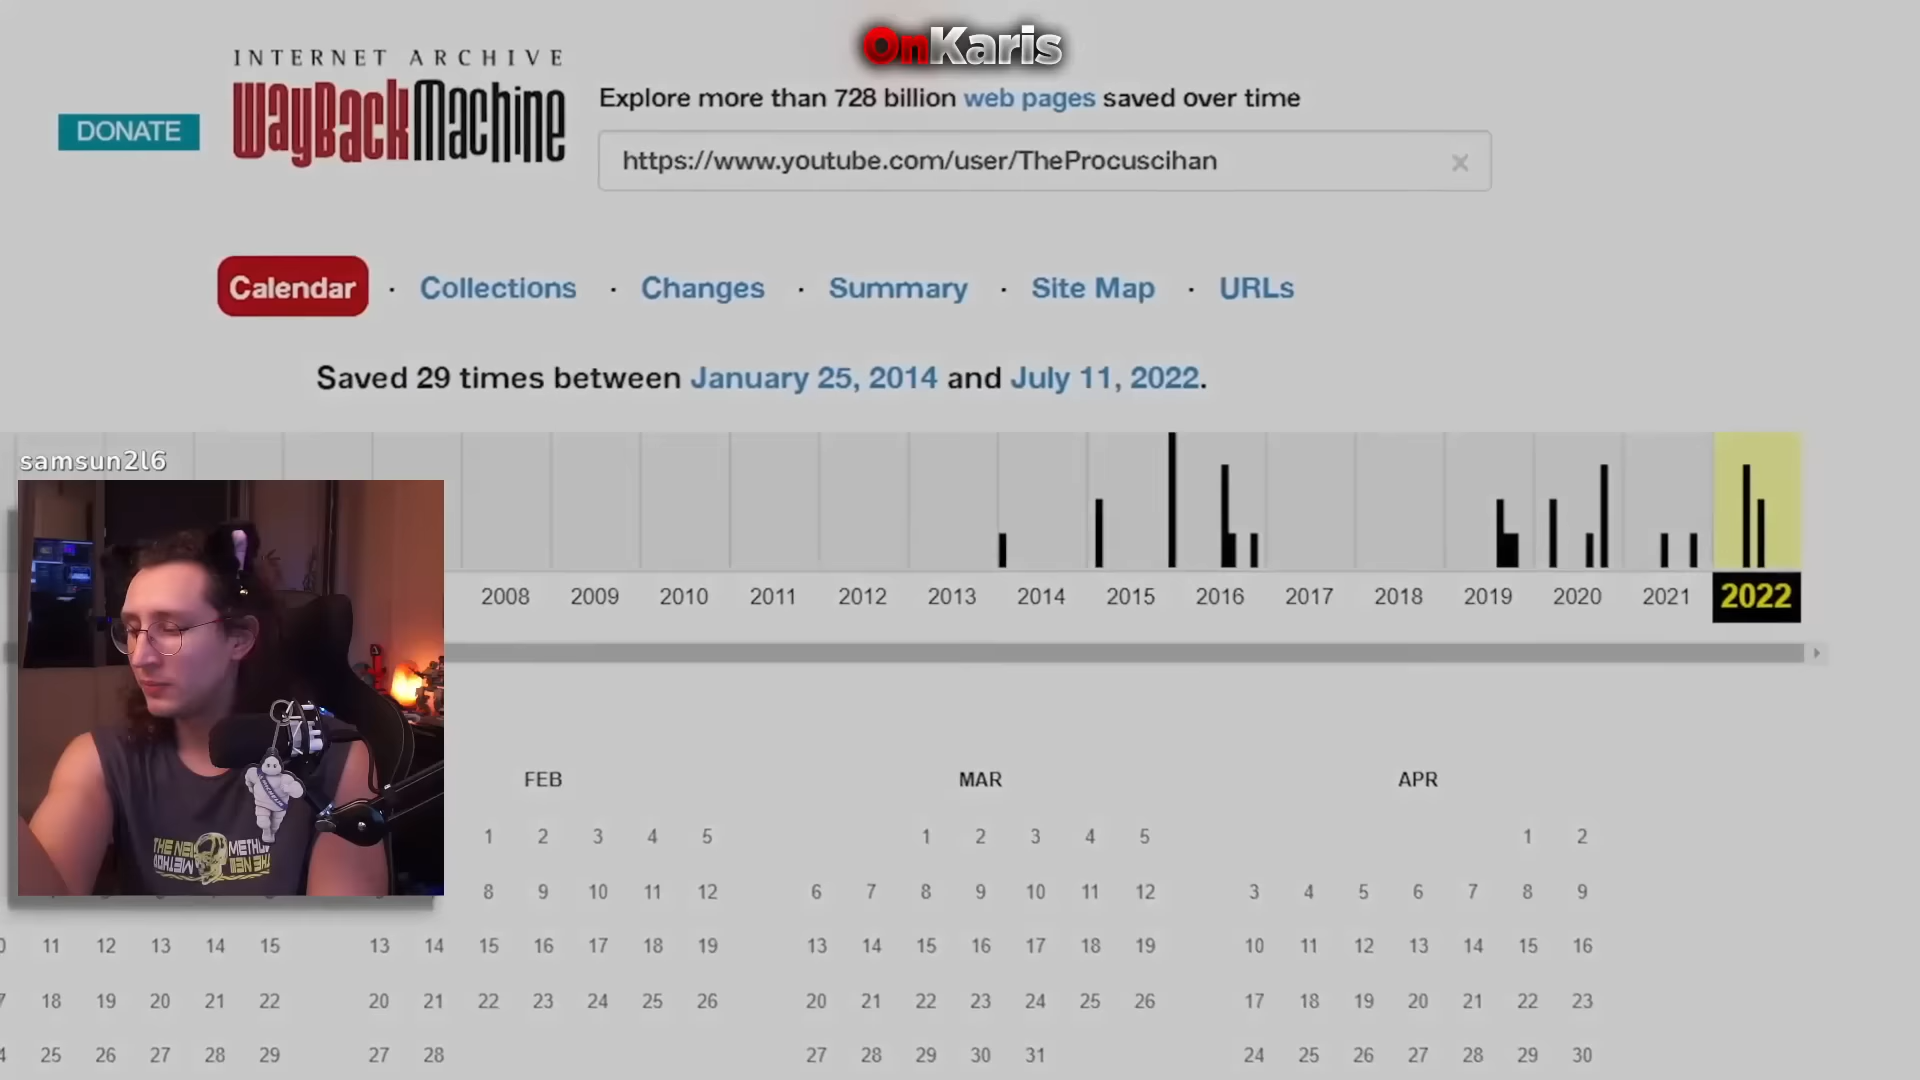 OnKaris
INTERNET ARCHIVE
WayBackMachine
DONATE
Explore more than 728 billion web pages saved over time
https://www.youtube.com/user/TheProcuscihan
×
Calendar · Collections · Changes · Summary · Site Map · URLs
Saved 29 times between January 25, 2014 and July 11, 2022.
samsun2l6
2008 2009 2010 2011 2012 2013 2014 2015 2016 2017 2018 2019 2020 2021 2022
FEB MAR APR
1 2 3 4 5 1 2 3 4 5 1 2
8 9 10 11 12 6 7 8 9 10 11 12 3 4 5 6 7 8 9
11 12 13 14 15 13 14 15 16 17 18 19 13 14 15 16 17 18 19 10 11 12 13 14 15 16
18 19 20 21 22 20 21 22 23 24 25 26 20 21 22 23 24 25 26 17 18 19 20 21 22 23
25 26 27 28 29 27 28 27 28 29 30 31 24 25 26 27 28 29 30
THE NEW METHOD